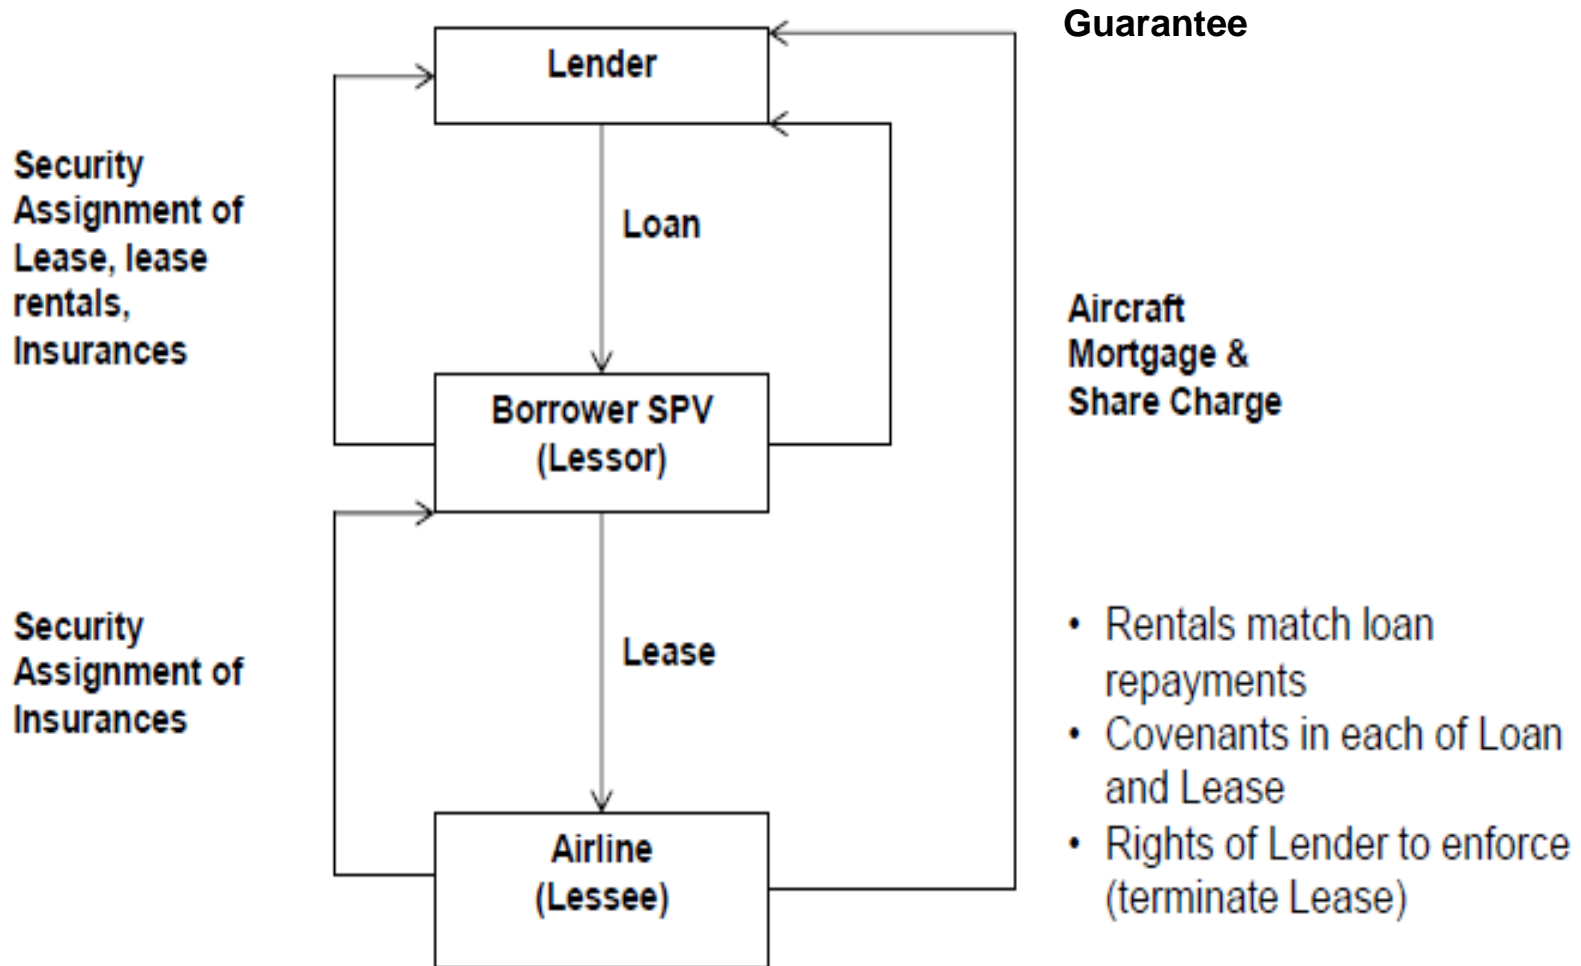 Guarantee
Lender
Security
Assignment of
Lease, lease
rentals,
Insurances
Loan
Aircraft
Mortgage &
Share Charge
Borrower SPV
(Lessor)
Security
Assignment of
Insurances
Lease
• Rentals match loan
repayments
• Covenants in each of Loan
and Lease
• Rights of Lender to enforce
(terminate Lease)
Airline
(Lessee)